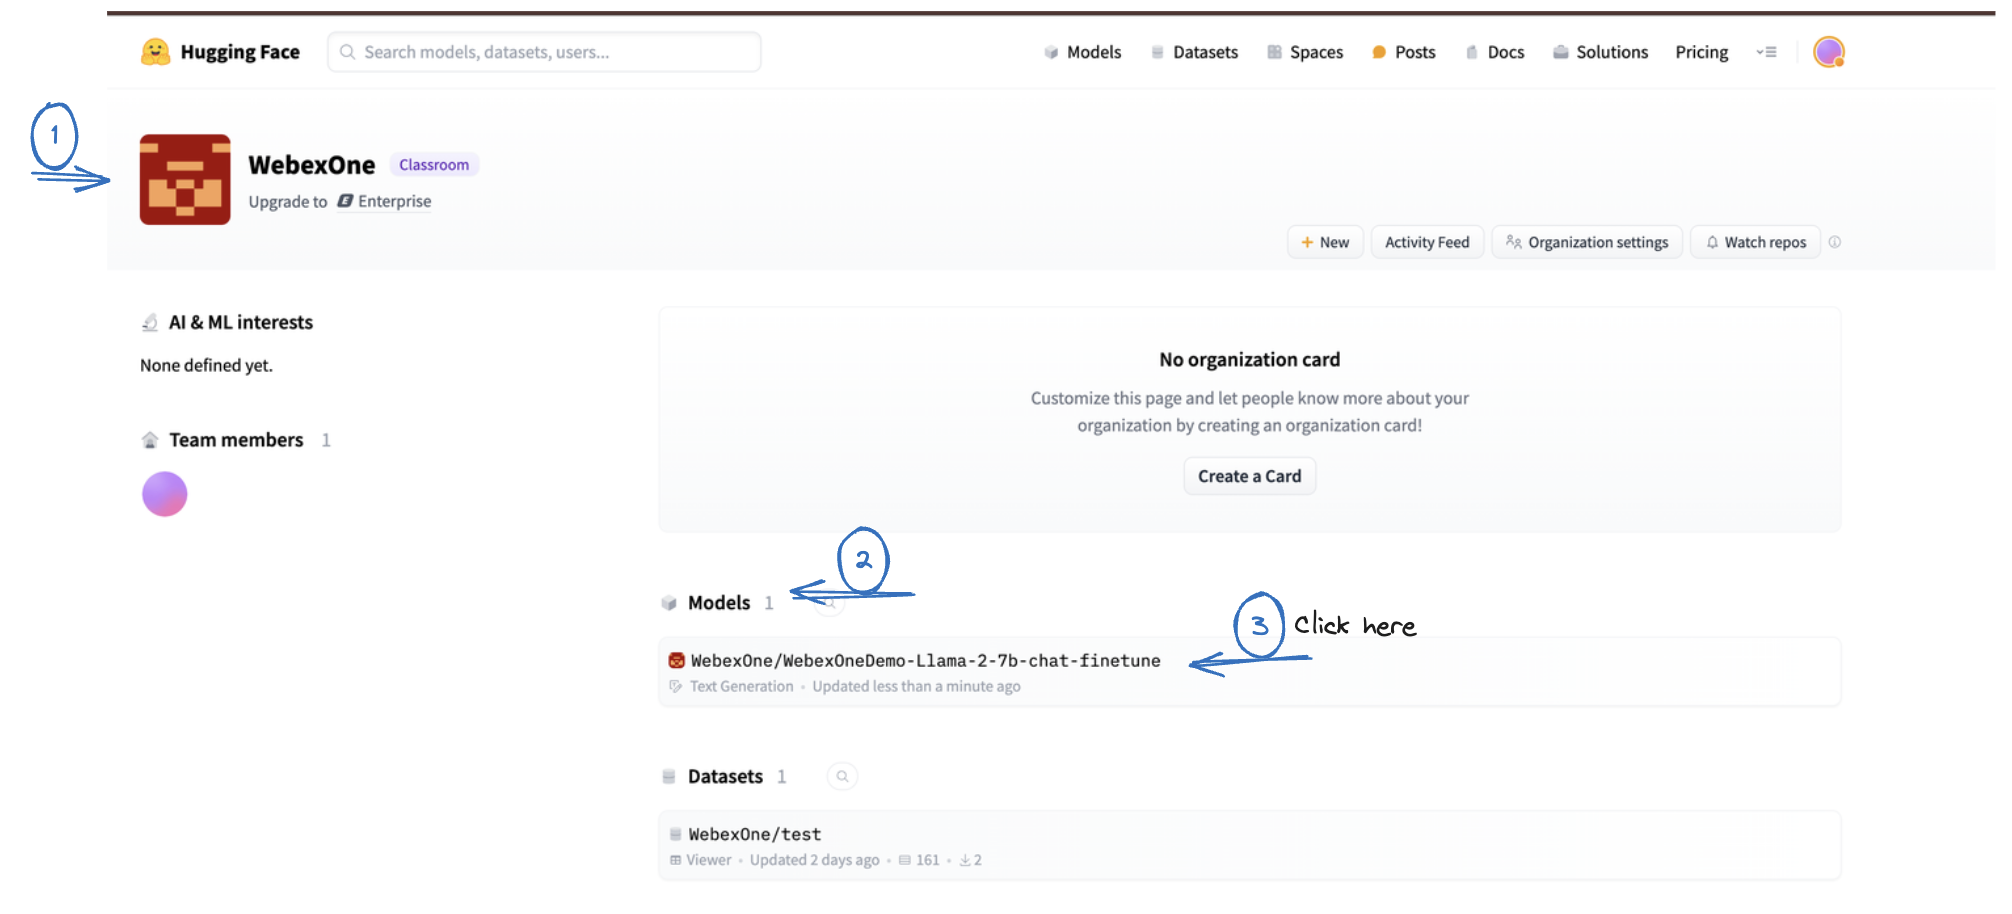 Hugging Face Search models, datasets, users... Models Datasets Spaces Posts Docs Solutions Pricing
1
WebexOne Classroom
Upgrade to E Enterprise
+ New Activity Feed Organization settings Watch repos
AI & ML interests
None defined yet.
Team members 1
No organization card
Customize this page and let people know more about your
organization by creating an organization card!
Create a Card
2
Models 1
3 Click here
WebexOne/WebexOneDemo-Llama-2-7b-chat-finetune
Text Generation • Updated less than a minute ago
Datasets 1
WebexOne/test
Viewer • Updated 2 days ago • 161 • 2